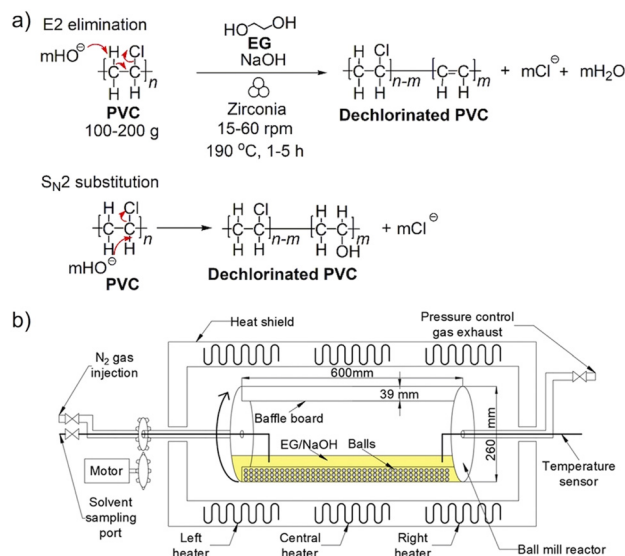 a)
E2 elimination
mHO⊖
H Cl
[C-C]n
H H
PVC
100-200 g
HO OH
EG
NaOH
Zirconia
15-60 rpm
190 °C, 1-5 h
H Cl
[C-C]n-m [C=C]m + mCl⊖ + mH2O
H H H H
Dechlorinated PVC
SN2 substitution
H Cl
[C-C]n
H H
mHO⊖
PVC
H Cl H H
[C-C]n-m [C-C]m + mCl⊖
H H H OH
Dechlorinated PVC
b)
Heat shield
Pressure control
gas exhaust
N2 gas
injection
600mm
39 mm
Baffle board
260 mm
EG/NaOH
Balls
Motor
Solvent
sampling
port
Temperature
sensor
Left
heater
Central
heater
Right
heater
Ball mill reactor